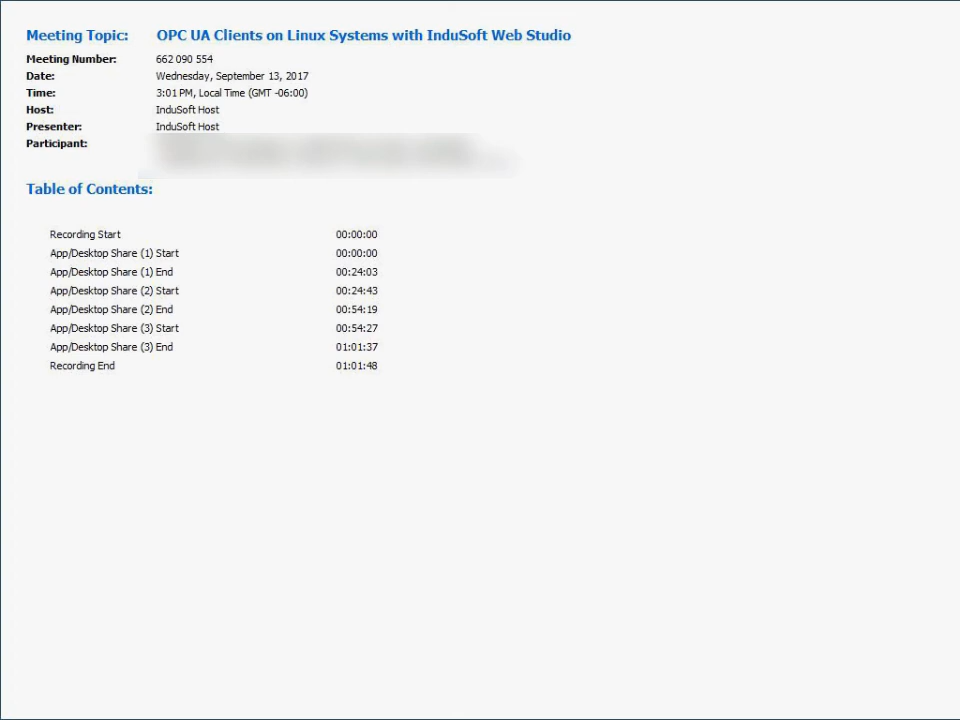 Meeting Topic: OPC UA Clients on Linux Systems with InduSoft Web Studio
Meeting Number: 662 090 554
Date: Wednesday, September 13, 2017
Time: 3:01 PM, Local Time (GMT -06:00)
Host: InduSoft Host
Presenter: InduSoft Host
Participant:
Table of Contents:
Recording Start 00:00:00
App/Desktop Share (1) Start 00:00:00
App/Desktop Share (1) End 00:24:03
App/Desktop Share (2) Start 00:24:43
App/Desktop Share (2) End 00:54:19
App/Desktop Share (3) Start 00:54:27
App/Desktop Share (3) End 01:01:37
Recording End 01:01:48